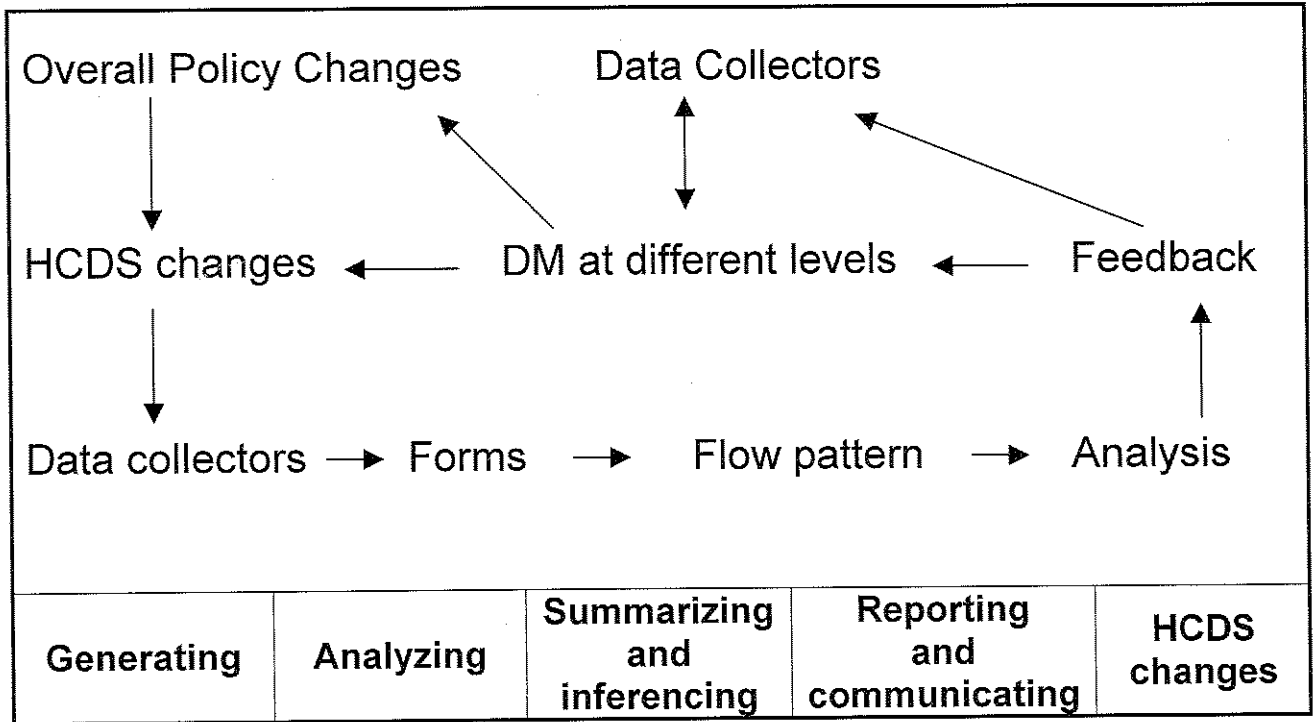 Overall Policy Changes
Data Collectors
HCDS changes
DM at different levels
Feedback
Data collectors
Forms
Flow pattern
Analysis
Generating
Analyzing
Summarizing
and
inferencing
Reporting
and
communicating
HCDS
changes